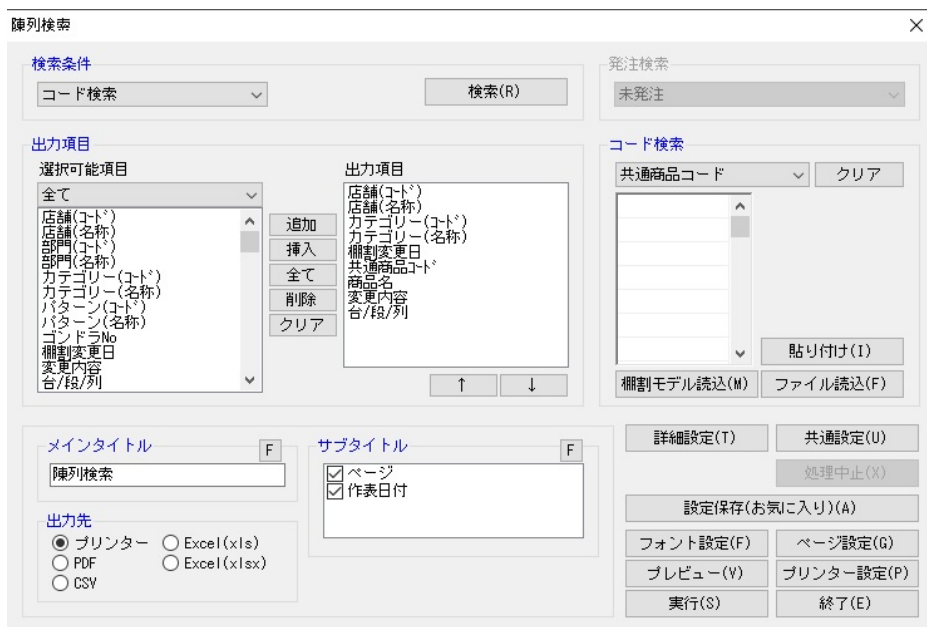 陳列検索
検索条件
コード検索
検索(R)
発注検索
未発注
出力項目
選択可能項目
全て
店舗(ｺｰﾄﾞ)
店舗(名称)
部門(ｺｰﾄﾞ)
部門(名称)
カテゴリー(ｺｰﾄﾞ)
カテゴリー(名称)
パターン(ｺｰﾄﾞ)
パターン(名称)
ゴンドラNo
棚割変更日
変更内容
台/段/列
追加
挿入
全て
削除
クリア
出力項目
店舗(ｺｰﾄﾞ)
店舗(名称)
カテゴリー(ｺｰﾄﾞ)
カテゴリー(名称)
棚割変更日
共通商品ｺｰﾄﾞ
商品名
変更内容
台/段/列
↑
↓
コード検索
共通商品コード
クリア
貼り付け(I)
棚割モデル読込(M)
ファイル読込(F)
メインタイトル
F
陳列検索
サブタイトル
F
ページ
作表日付
出力先
プリンター
Excel(xls)
PDF
Excel(xlsx)
CSV
詳細設定(T)
共通設定(U)
処理中止(X)
設定保存(お気に入り)(A)
フォント設定(F)
ページ設定(G)
プレビュー(V)
プリンター設定(P)
実行(S)
終了(E)